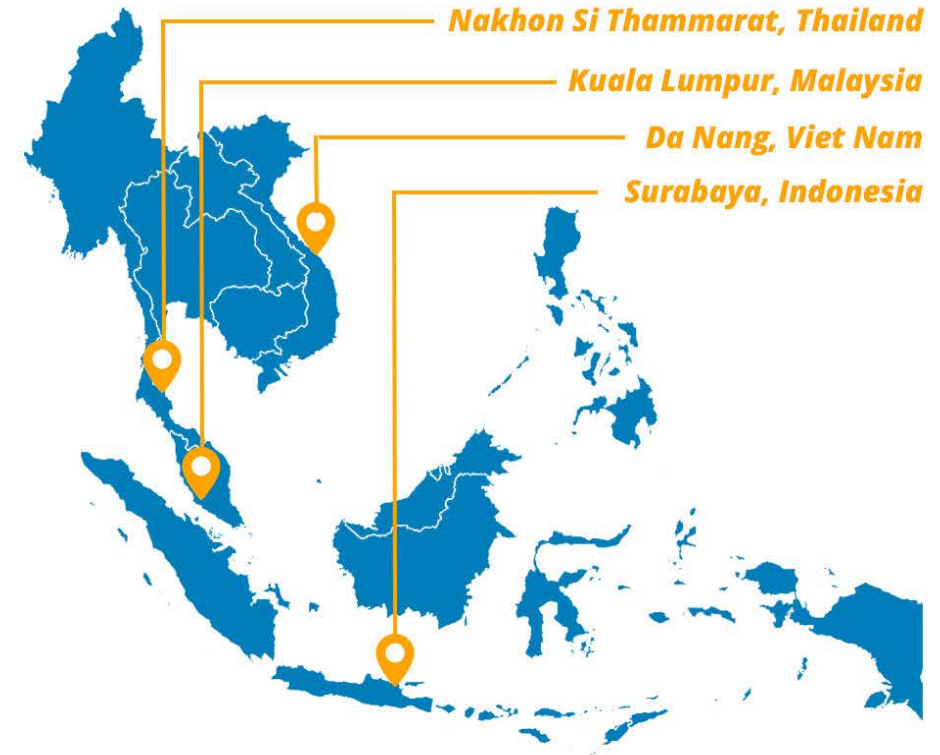 Nakhon Si Thammarat, Thailand
Kuala Lumpur, Malaysia
Da Nang, Viet Nam
Surabaya, Indonesia